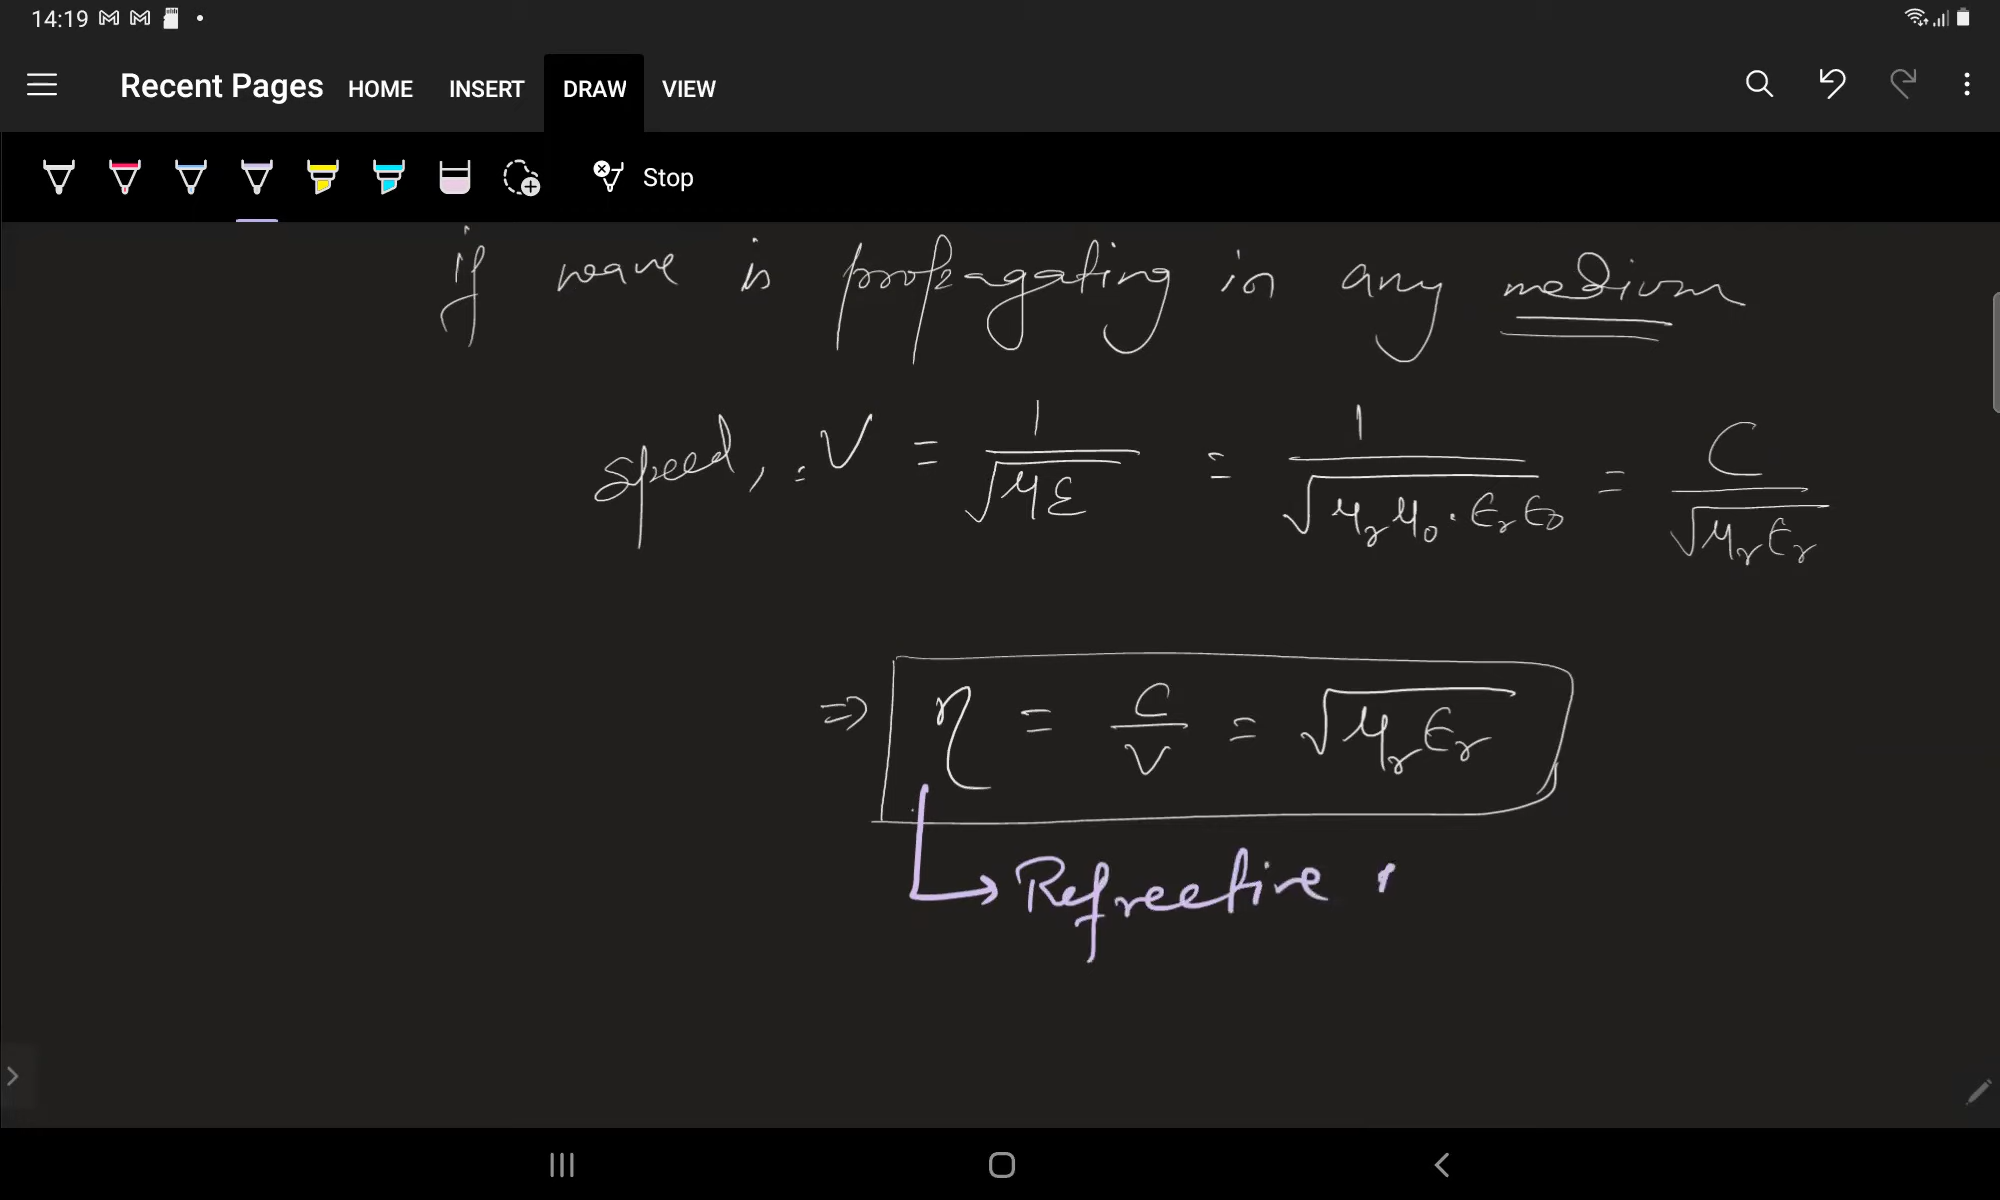 14:19
Recent Pages HOME INSERT DRAW VIEW
Stop
if wave is propagating in any medium
speed, : V = 1/√με = 1/√μrμ0·εrε0 = C/√μrεr
⇒ η = C/V = √μrεr
→ Refreetive